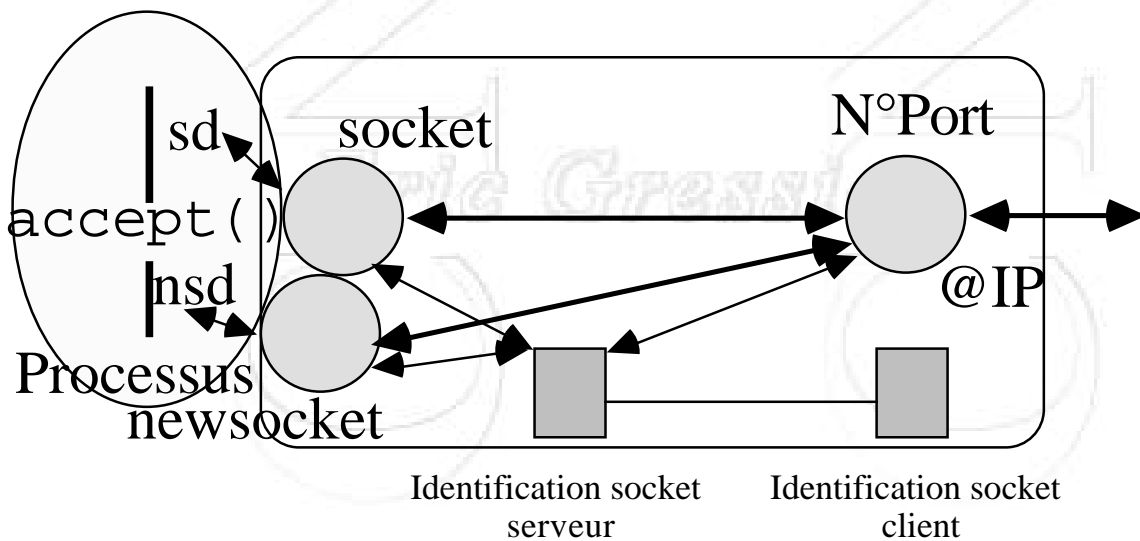 sd
socket
N°Port
accept()
nsd
@IP
Processus
newsocket
Identification socket
serveur
Identification socket
client